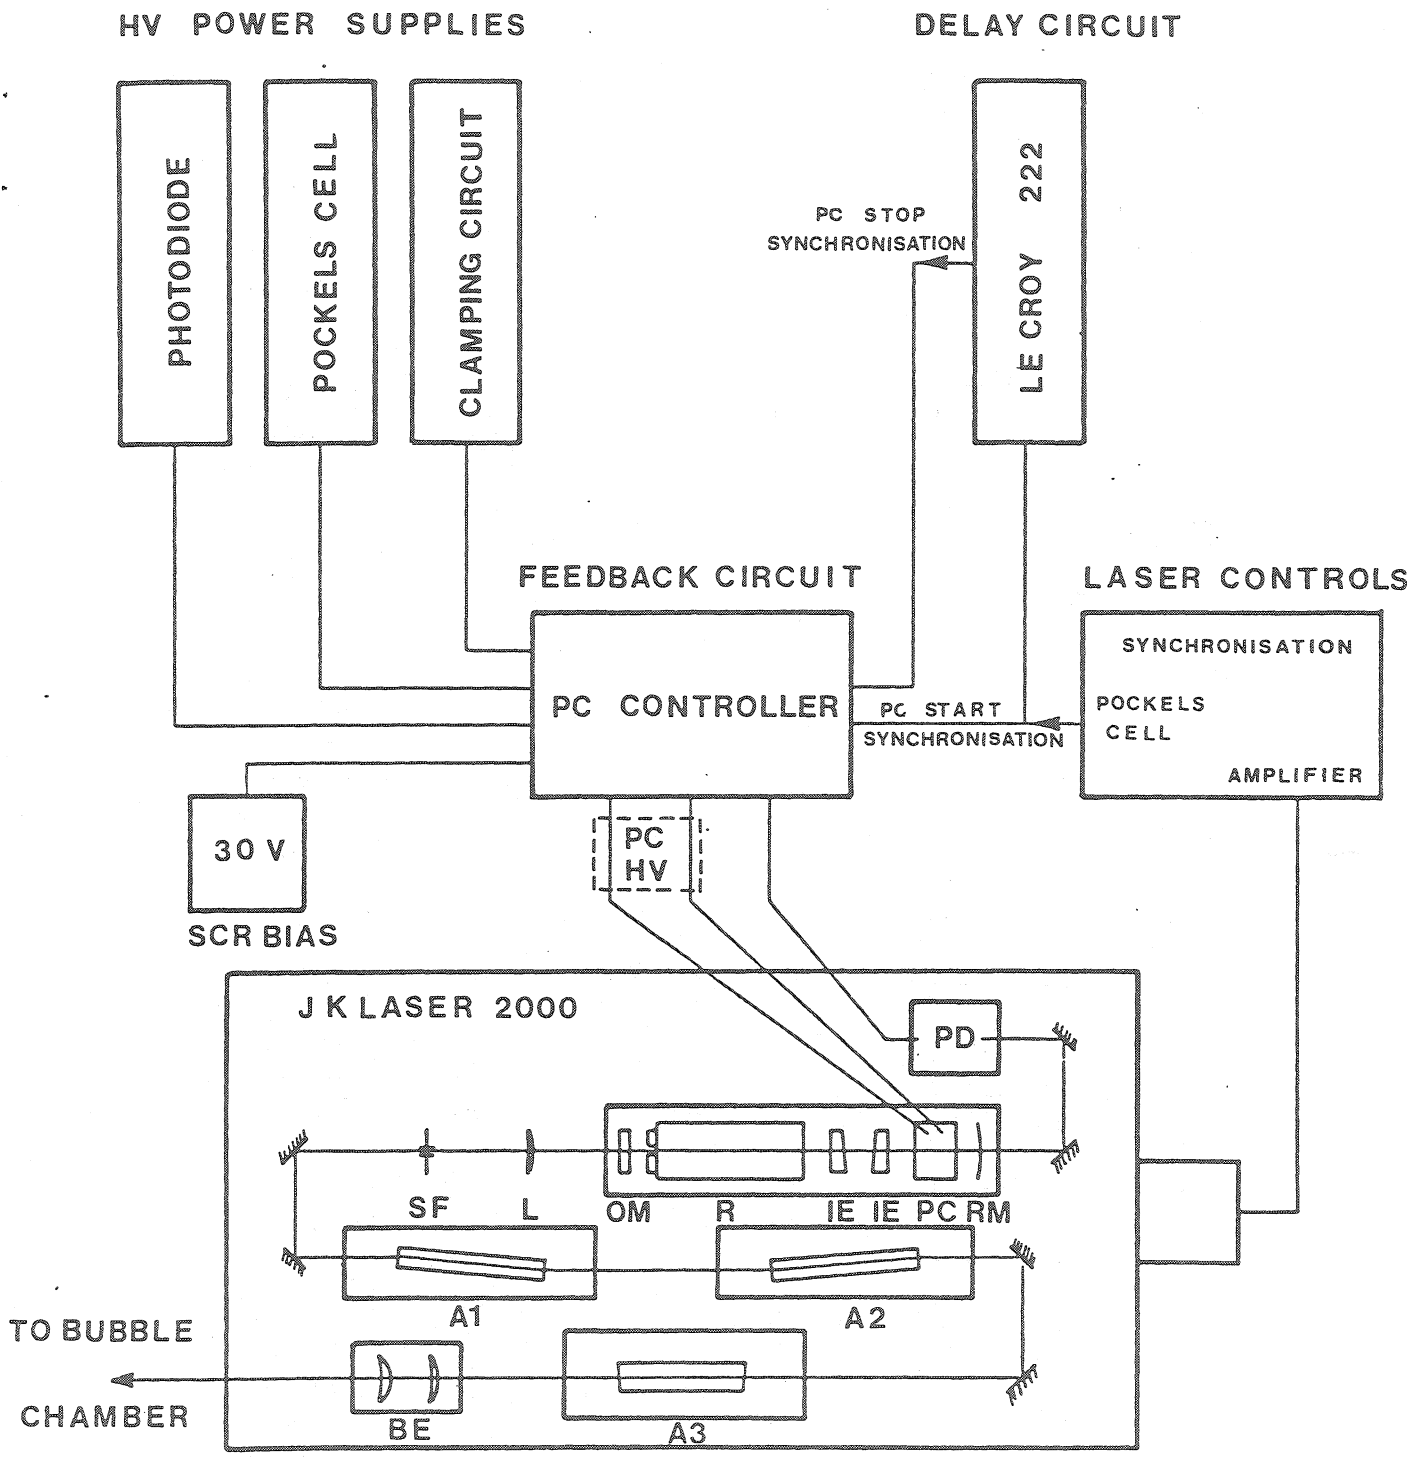 HV POWER SUPPLIES
DELAY CIRCUIT
PHOTODIODE
POCKELS CELL
CLAMPING CIRCUIT
LE CROY 222
PC STOP
SYNCHRONISATION
FEEDBACK CIRCUIT
LASER CONTROLS
PC CONTROLLER
PC START
SYNCHRONISATION
SYNCHRONISATION
POCKELS
CELL
AMPLIFIER
30 V
SCR BIAS
PC
HV
JK LASER 2000
PD
SF
L
OM
R
IE
IE
PC
RM
A1
A2
TO BUBBLE
CHAMBER
BE
A3